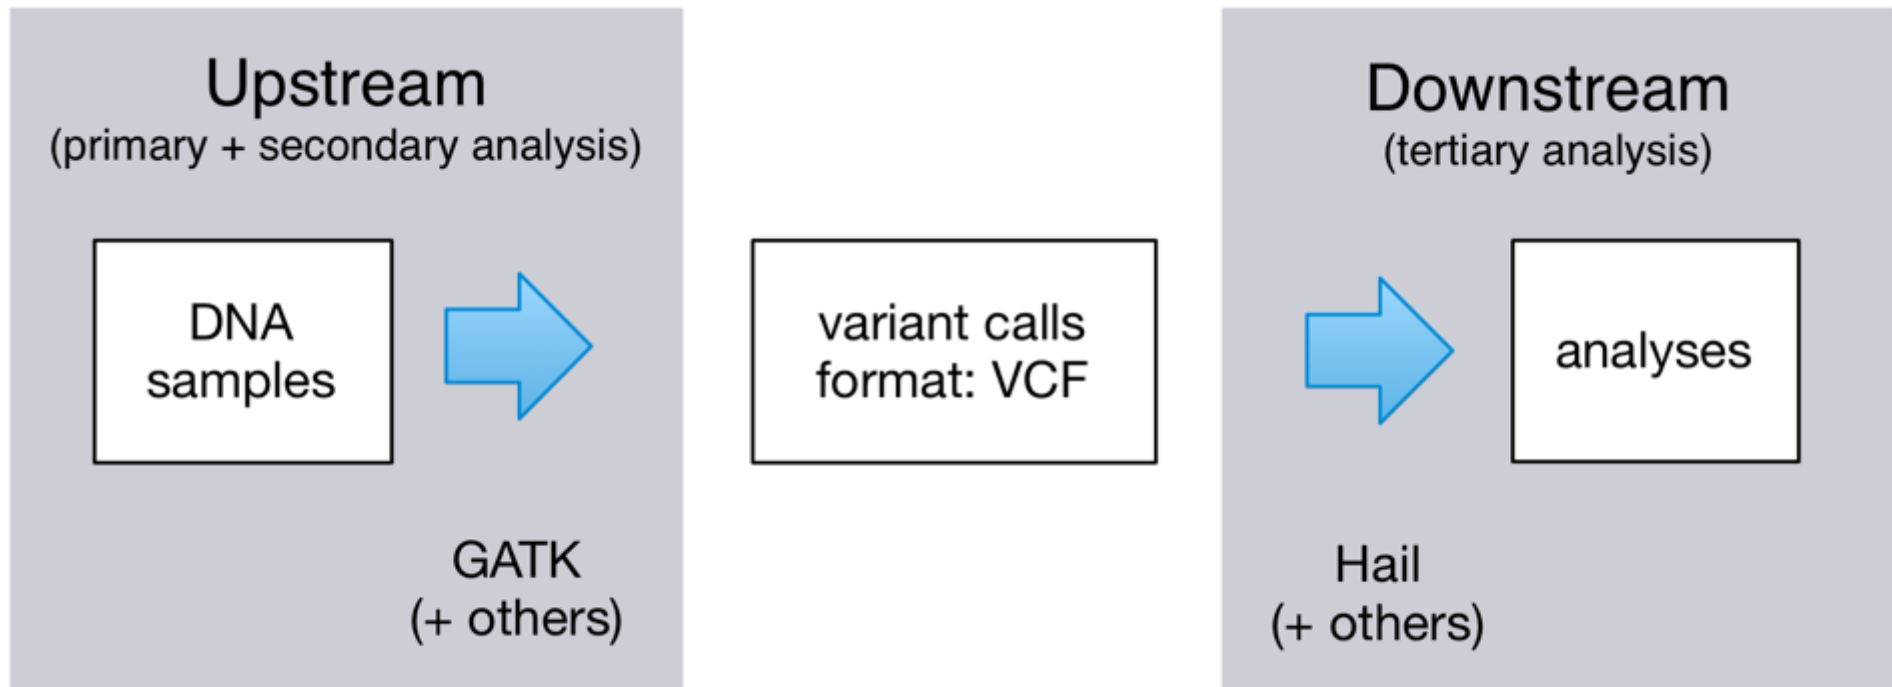 Upstream
(primary + secondary analysis)
DNA
samples
GATK
(+ others)
variant calls
format: VCF
Downstream
(tertiary analysis)
analyses
Hail
(+ others)